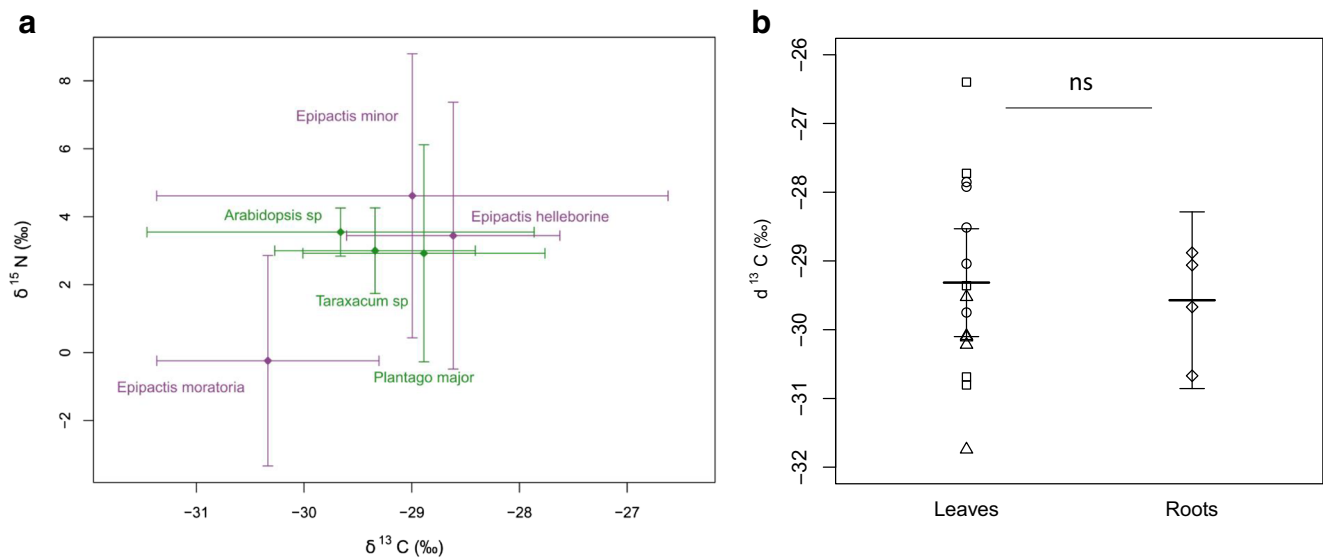 a
8
6
4
2
0
−2
δ 15 N (‰)
Epipactis minor
Arabidopsis sp
Epipactis helleborine
Taraxacum sp
Plantago major
Epipactis moratoria
−31 −30 −29 −28 −27
δ 13 C (‰)
b
−26
−27
−28
−29
−30
−31
−32
d 13 C (‰)
ns
Leaves Roots